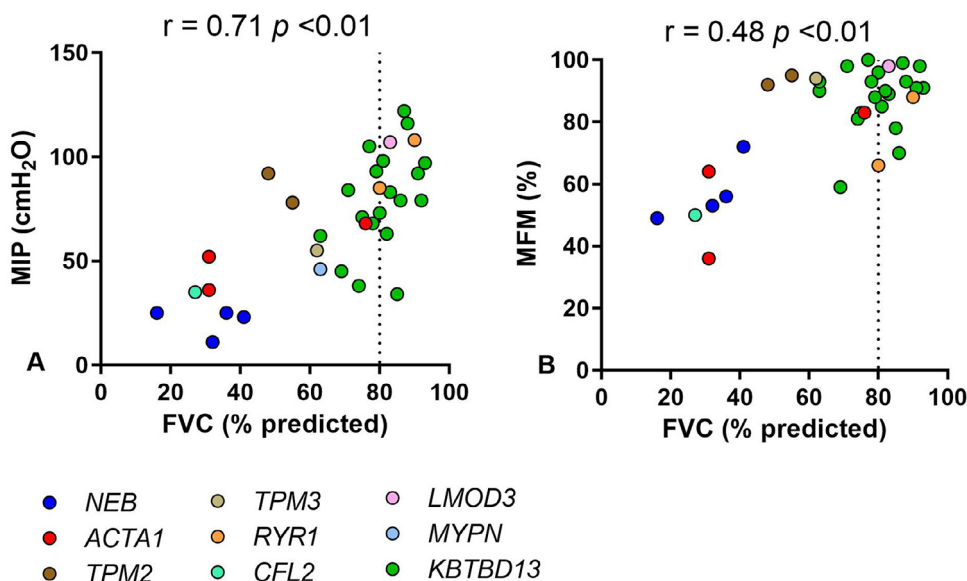 r = 0.71 p <0.01
150
100
50
0
MIP (cmH₂O)
A
0 20 40 60 80 100
FVC (% predicted)
r = 0.48 p <0.01
100
80
60
40
20
0
MFM (%)
B
0 20 40 60 80 100
FVC (% predicted)
NEB
ACTA1
TPM2
TPM3
RYR1
CFL2
LMOD3
MYPN
KBTBD13